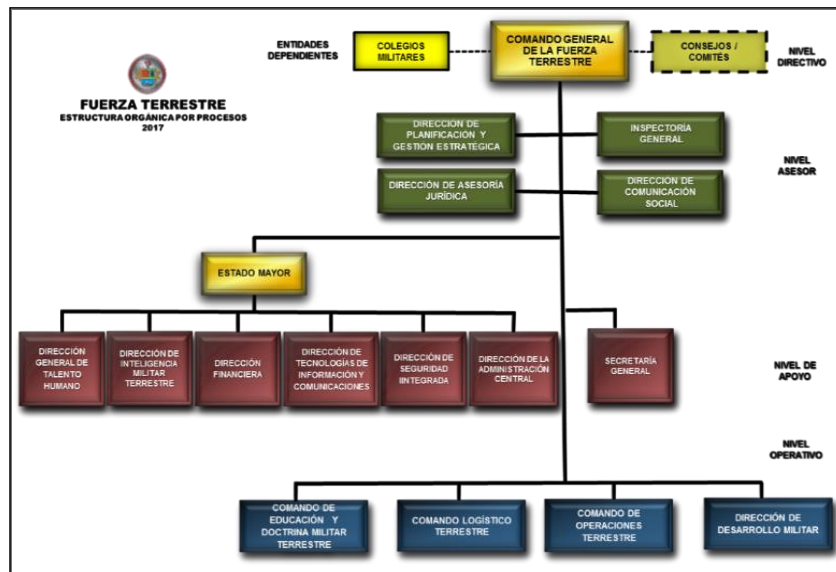 ENTIDADES
DEPENDIENTES
COLEGIOS
MILITARES
COMANDO GENERAL
DE LA FUERZA
TERRESTRE
CONSEJOS /
COMITÉS
NIVEL
DIRECTIVO
FUERZA TERRESTRE
ESTRUCTURA ORGÁNICA POR PROCESOS
2017
DIRECCION DE
PLANIFICACIÓN Y
GESTIÓN ESTRATÉGICA
INSPECTORÍA
GENERAL
NIVEL
ASESOR
DIRECCIÓN DE ASESORÍA
JURÍDICA
DIRECCION DE
COMUNICACIÓN
SOCIAL
ESTADO MAYOR
DIRECCIÓN
GENERAL DE
TALENTO
HUMANO
DIRECCIÓN DE
INTELIGENCIA
MILITAR
TERRESTRE
DIRECCIÓN
FINANCIERA
DIRECCIÓN DE
TECNOLOGÍAS DE
INFORMACIÓN Y
COMUNICACIONES
DIRECCIÓN DE
SEGURIDAD
IINTEGRADA
DIRECCIÓN DE LA
ADMINISTRACIÓN
CENTRAL
SECRETARÍA
GENERAL
NIVEL DE
APOYO
NIVEL
OPERATIVO
COMANDO DE
EDUCACIÓN Y
DOCTRINA MILITAR
TERRESTRE
COMANDO LOGÍSTICO
TERRESTRE
COMANDO DE
OPERACIONES
TERRESTRE
DIRECCIÓN DE
DESARROLLO MILITAR